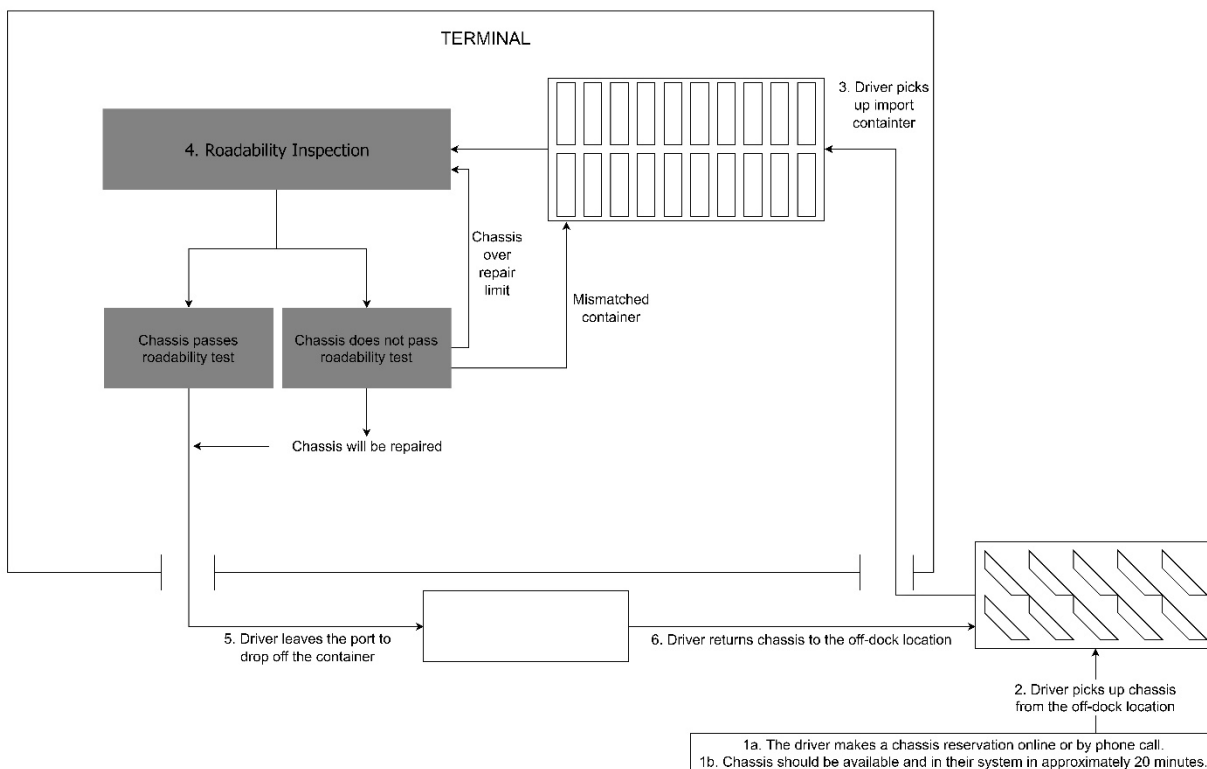 TERMINAL
3. Driver picks
up import
containter
4. Roadability Inspection
Chassis
over
repair
limit
Mismatched
container
Chassis passes
roadability test
Chassis does not pass
roadability test
Chassis will be repaired
5. Driver leaves the port to
drop off the container
6. Driver returns chassis to the off-dock location
2. Driver picks up chassis
from the off-dock location
1a. The driver makes a chassis reservation online or by phone call.
1b. Chassis should be available and in their system in approximately 20 minutes.